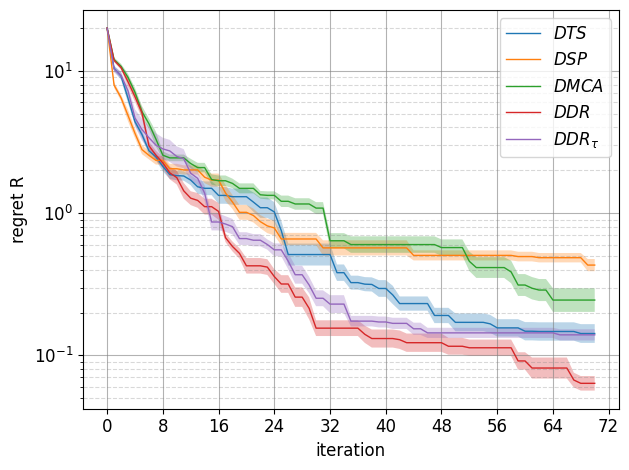 DTS
DSP
DMCA
DDR
DDR_τ
10¹
10⁰
10⁻¹
regret R
0 8 16 24 32 40 48 56 64 72
iteration